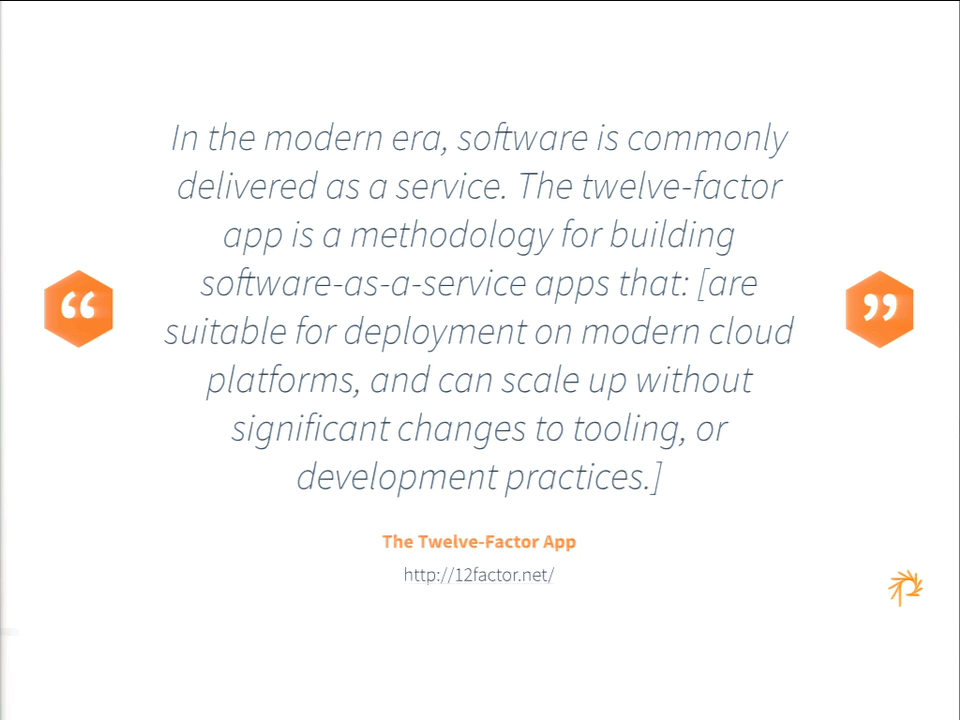 In the modern era, software is commonly
delivered as a service. The twelve-factor
app is a methodology for building
software-as-a-service apps that: [are
suitable for deployment on modern cloud
platforms, and can scale up without
significant changes to tooling, or
development practices.]
“ ”
The Twelve-Factor App
http://12factor.net/